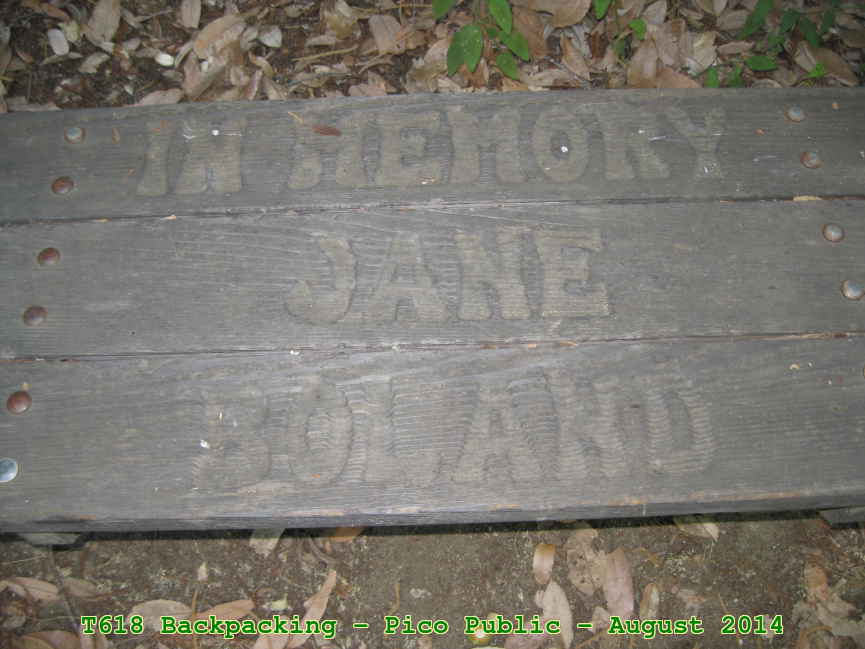 IN MEMORY
JANE
BOLAND
T618 Backpacking - Pico Public - August 2014